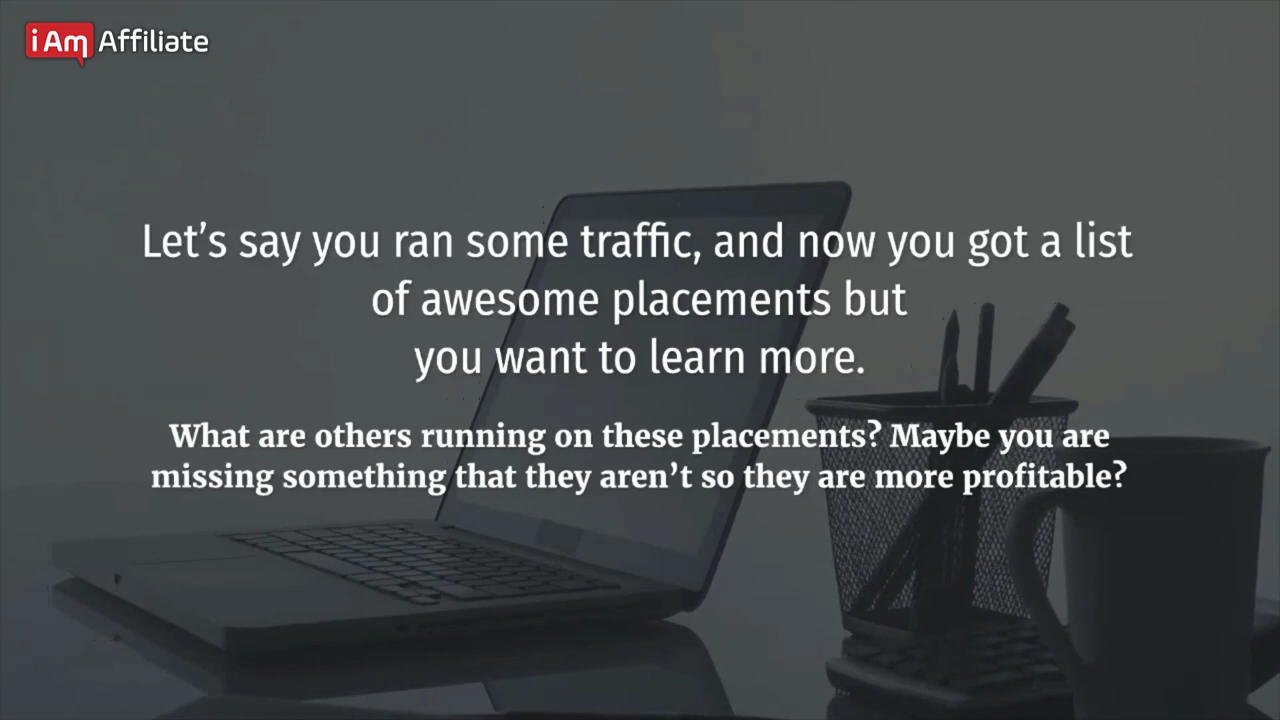 i Am Affiliate
Let’s say you ran some traffic, and now you got a list
of awesome placements but
you want to learn more.
What are others running on these placements? Maybe you are
missing something that they aren’t so they are more profitable?